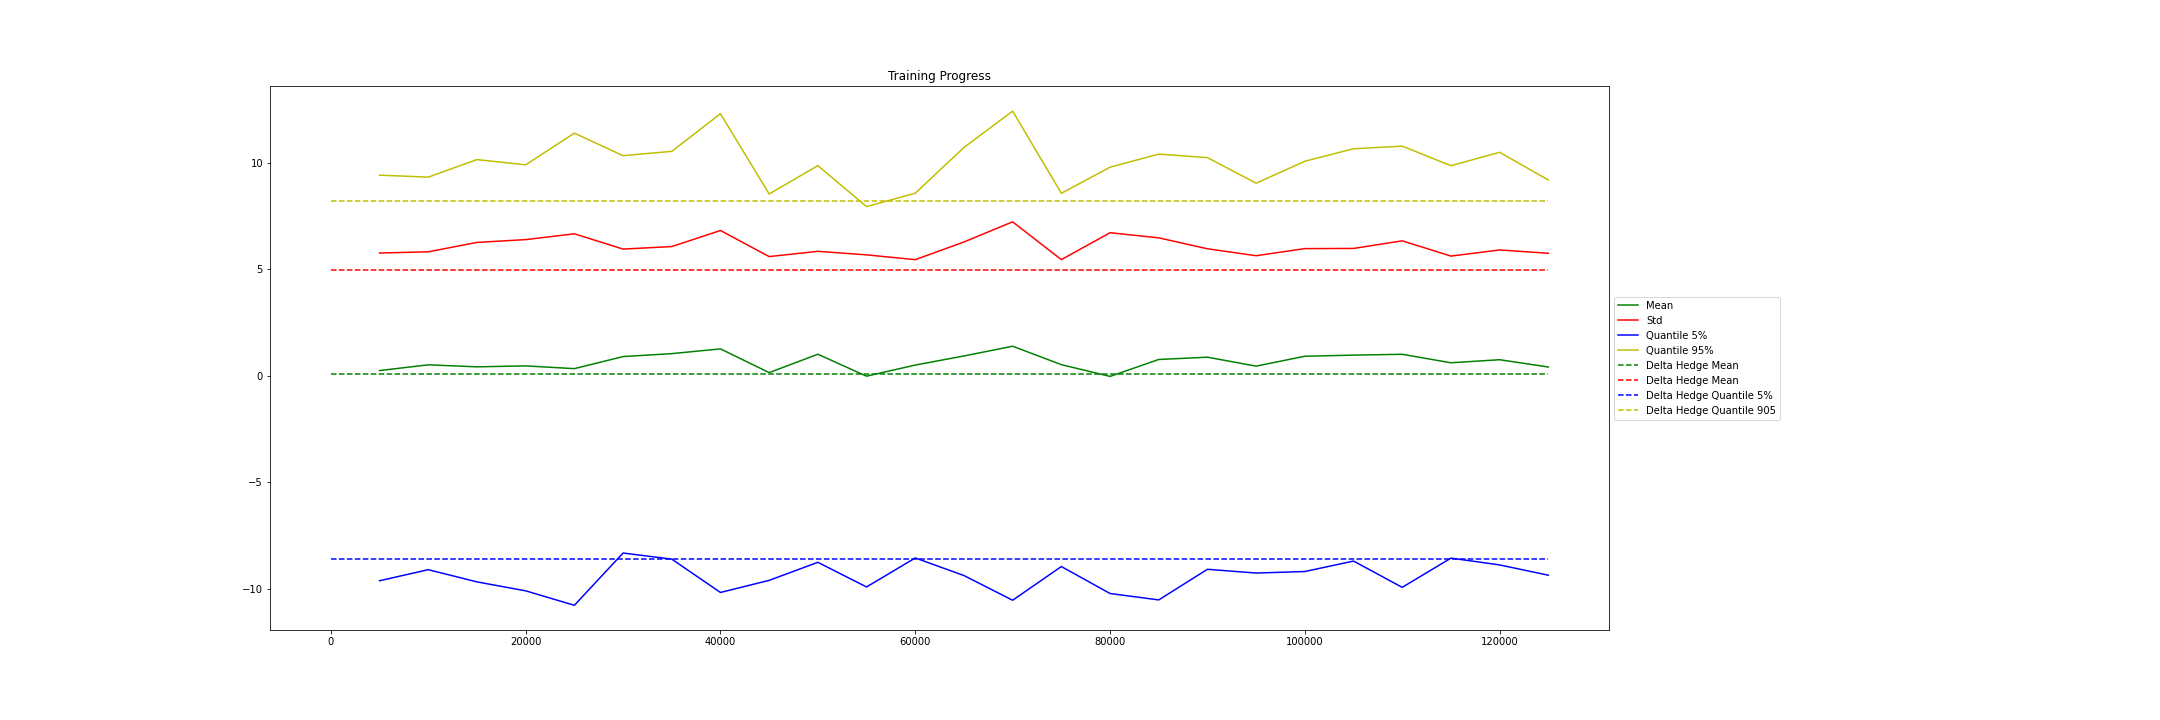 Training Progress
10
5
0
−5
−10
0
20000
40000
60000
80000
100000
120000
Mean
Std
Quantile 5%
Quantile 95%
Delta Hedge Mean
Delta Hedge Mean
Delta Hedge Quantile 5%
Delta Hedge Quantile 905